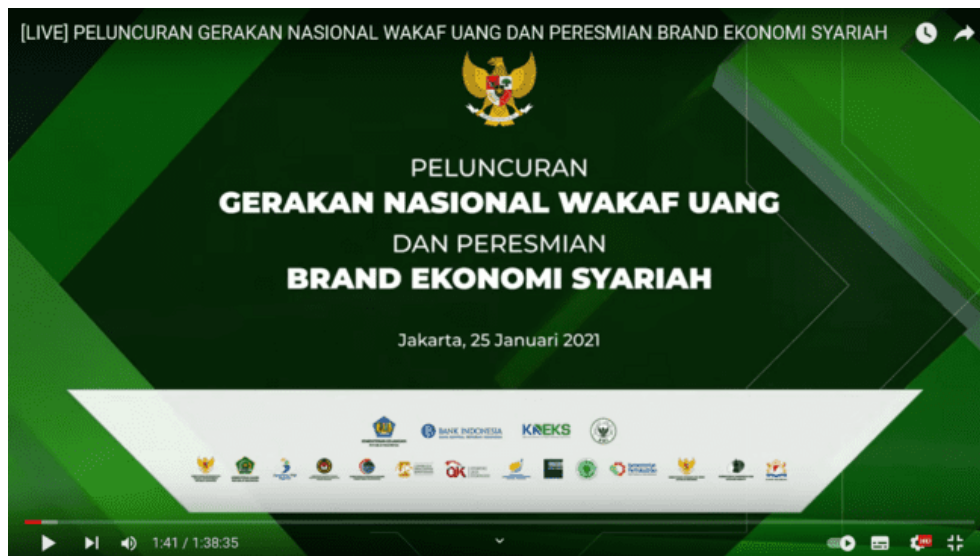 [LIVE] PELUNCURAN GERAKAN NASIONAL WAKAF UANG DAN PERESMIAN BRAND EKONOMI SYARIAH
PELUNCURAN
GERAKAN NASIONAL WAKAF UANG
DAN PERESMIAN
BRAND EKONOMI SYARIAH
Jakarta, 25 Januari 2021
BANK INDONESIA
KNEKS
1:41 / 1:38:35